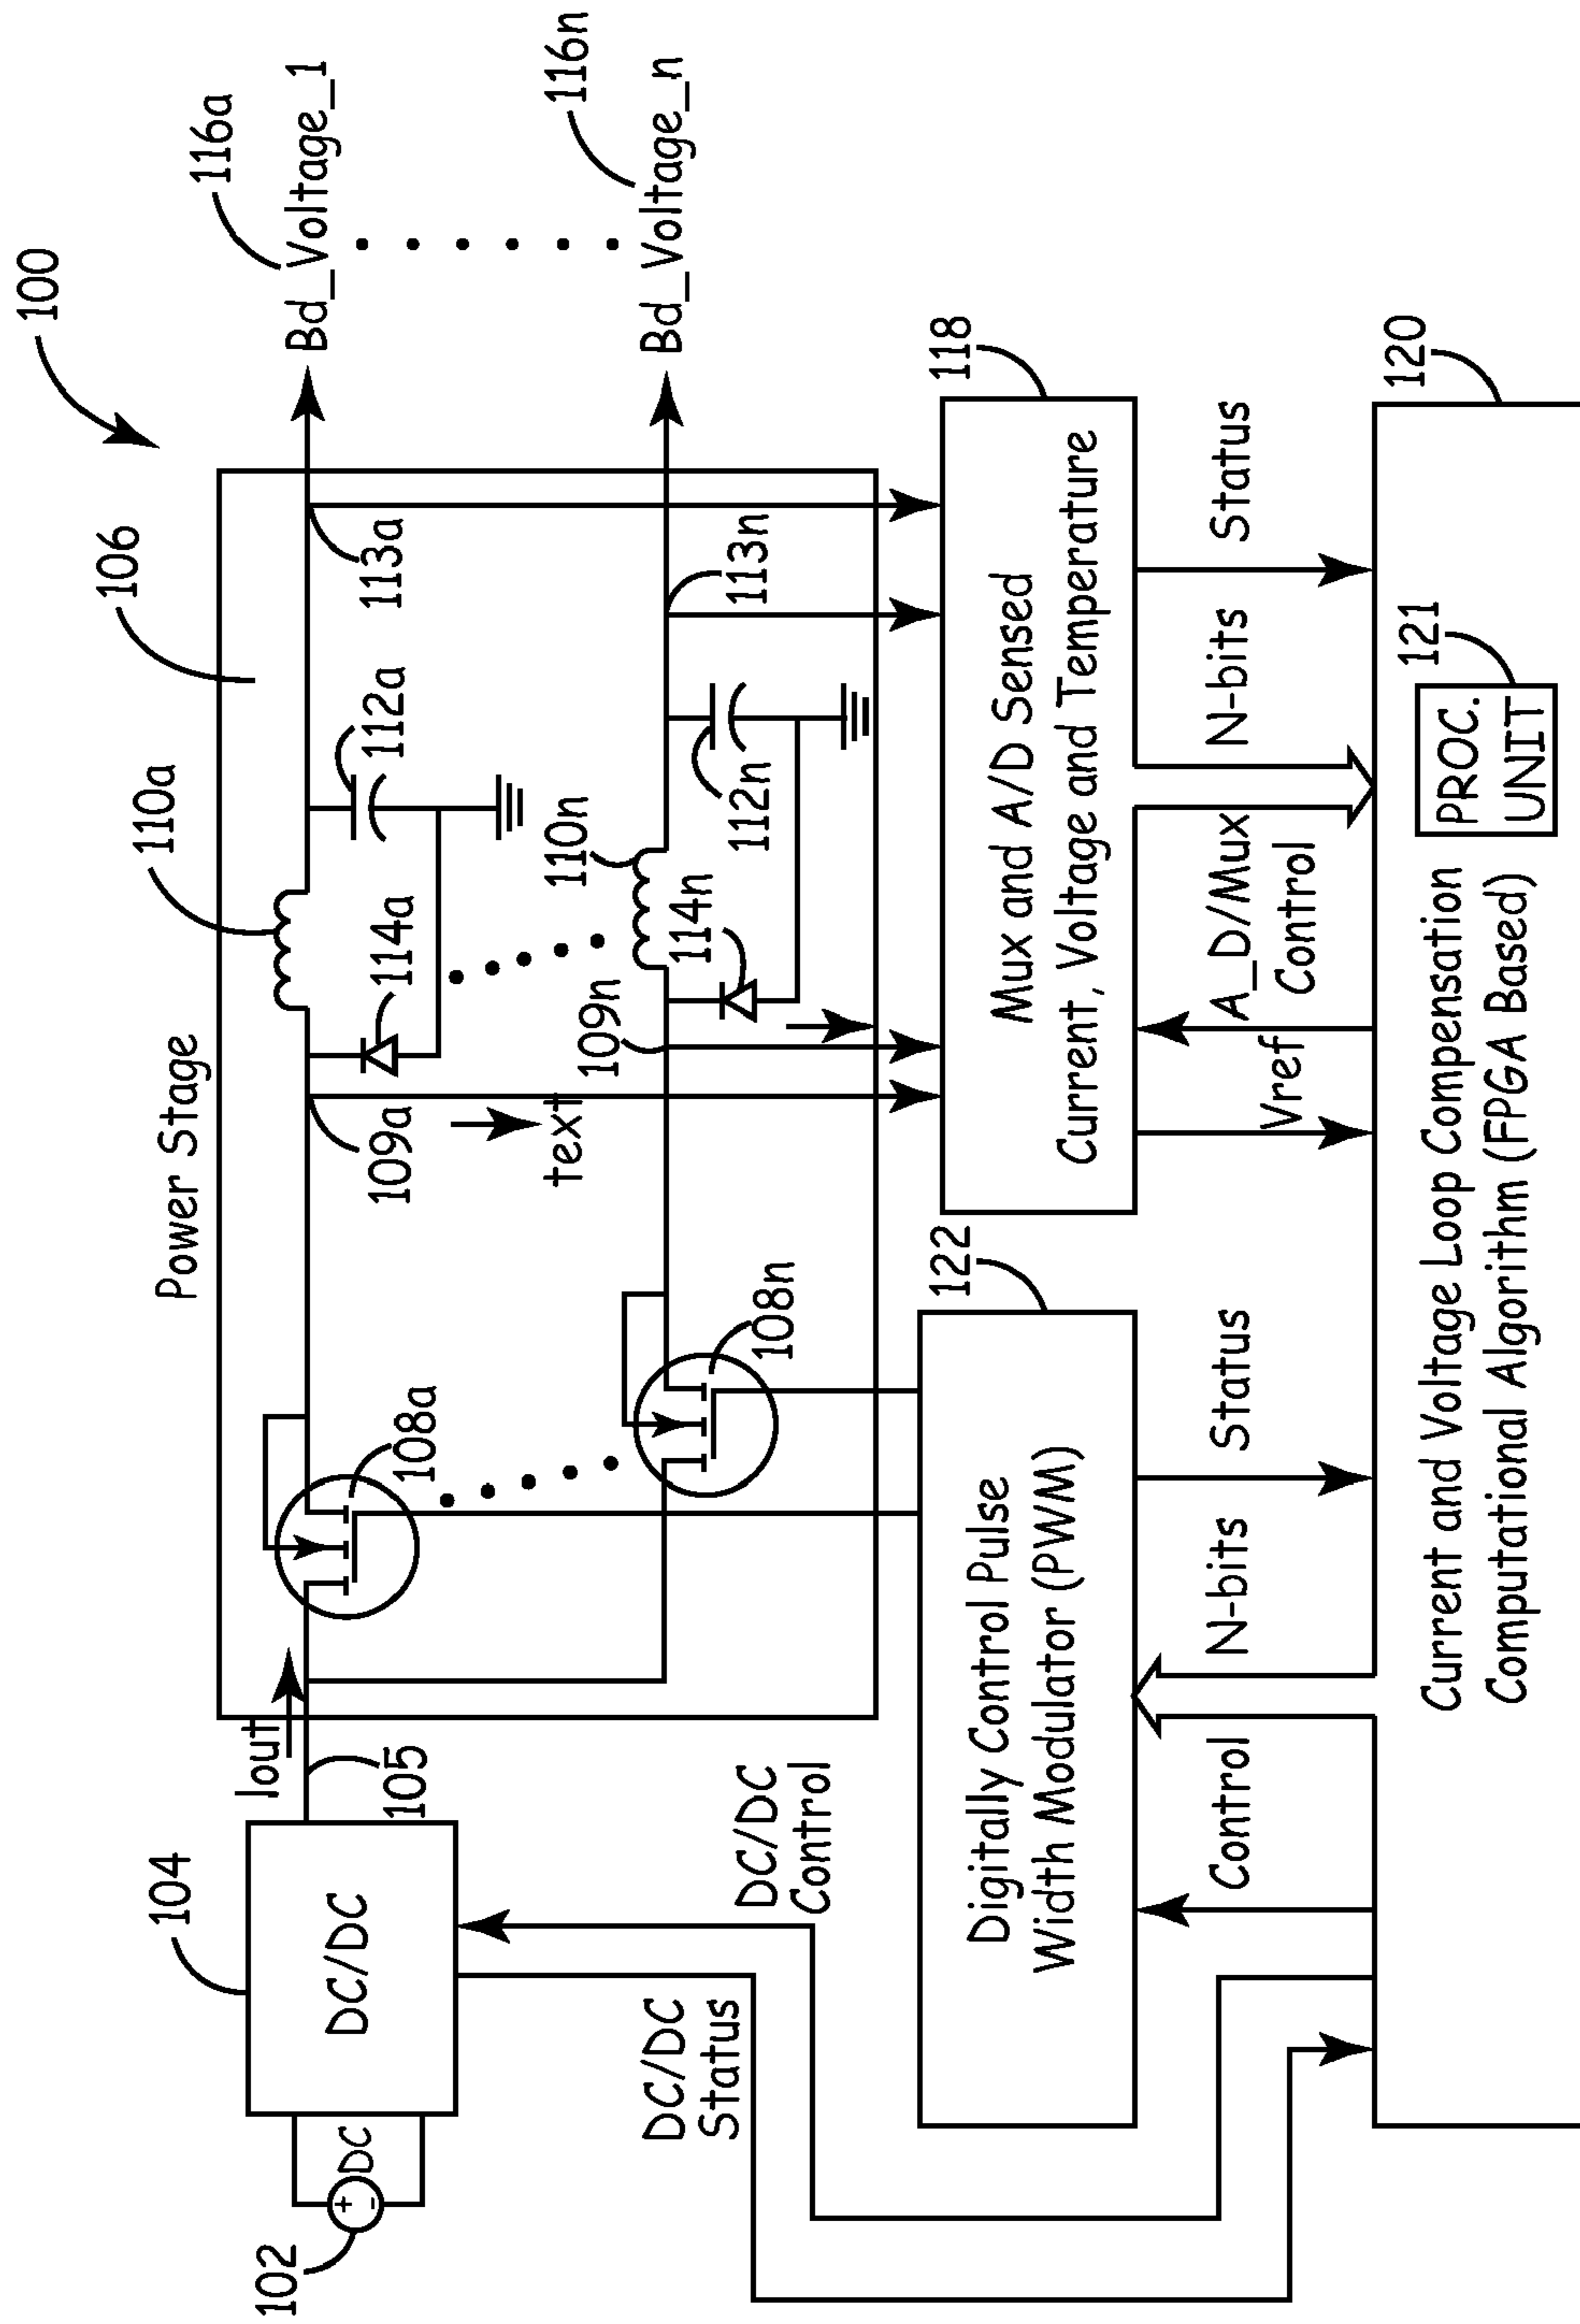 100
102
DC
+
-
104
DC/DC
Iout
105
Power Stage
106
108a
109a
110a
114a
112a
113a
116a
Bd_Voltage_1
text
108n
109n
110n
114n
112n
113n
116n
Bd_Voltage_n
DC/DC
Status
DC/DC
Control
122
Digitally Control Pulse
Width Modulator (PWM)
118
Mux and A/D Sensed
Current, Voltage and Temperature
Control
N-bits
Status
Vref
A_D/Mux
Control
N-bits
Status
120
Current and Voltage Loop Compensation
Computational Algorithm (FPGA Based)
121
PROC.
UNIT